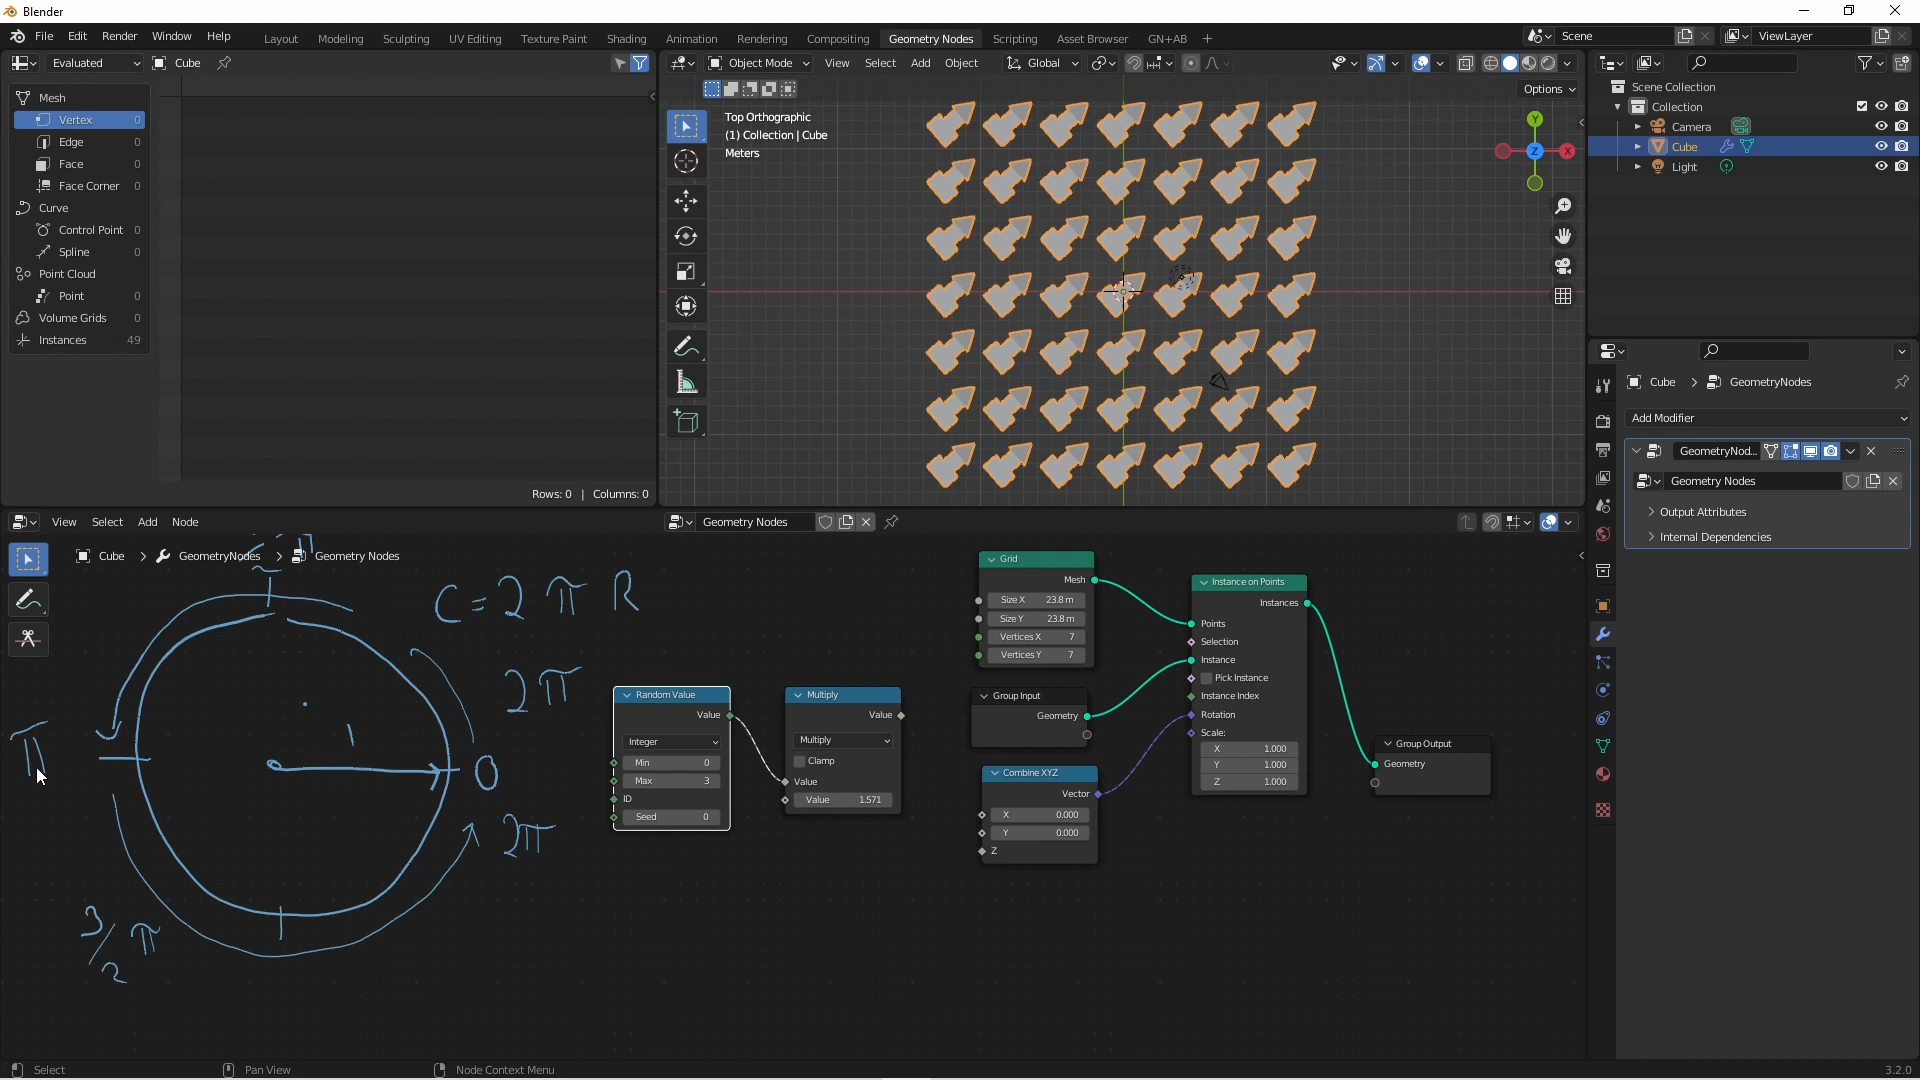 Blender
File Edit Render Window Help Layout Modeling Sculpting UV Editing Texture Paint Shading Animation Rendering Compositing Geometry Nodes Scripting Asset Browser GN+AB + Scene ViewLayer
Evaluated Cube
Object Mode View Select Add Object Global
Options
Mesh
Vertex 0
Edge 0
Face 0
Face Corner 0
Curve
Control Point 0
Spline 0
Point Cloud
Point 0
Volume Grids 0
Instances 49
Rows: 0 | Columns: 0
Top Orthographic
(1) Collection | Cube
Meters
Y
Z
X
Scene Collection
Collection
Camera
Cube
Light
Cube > GeometryNodes
Add Modifier
GeometryNod...
Geometry Nodes
Output Attributes
Internal Dependencies
View Select Add Node
Geometry Nodes
Cube > GeometryNodes > Geometry Nodes
C=2πR
2π
π
1
0
2π
3/2 π
Random Value
Value
Integer
Min 0
Max 3
ID
Seed 0
Multiply
Value
Multiply
Clamp
Value
Value 1.571
Grid
Mesh
Size X 23.8 m
Size Y 23.8 m
Vertices X 7
Vertices Y 7
Group Input
Geometry
Combine XYZ
Vector
X 0.000
Y 0.000
Z
Instance on Points
Instances
Points
Selection
Instance
Pick Instance
Instance Index
Rotation
Scale:
X 1.000
Y 1.000
Z 1.000
Group Output
Geometry
Select Pan View Node Context Menu 3.2.0